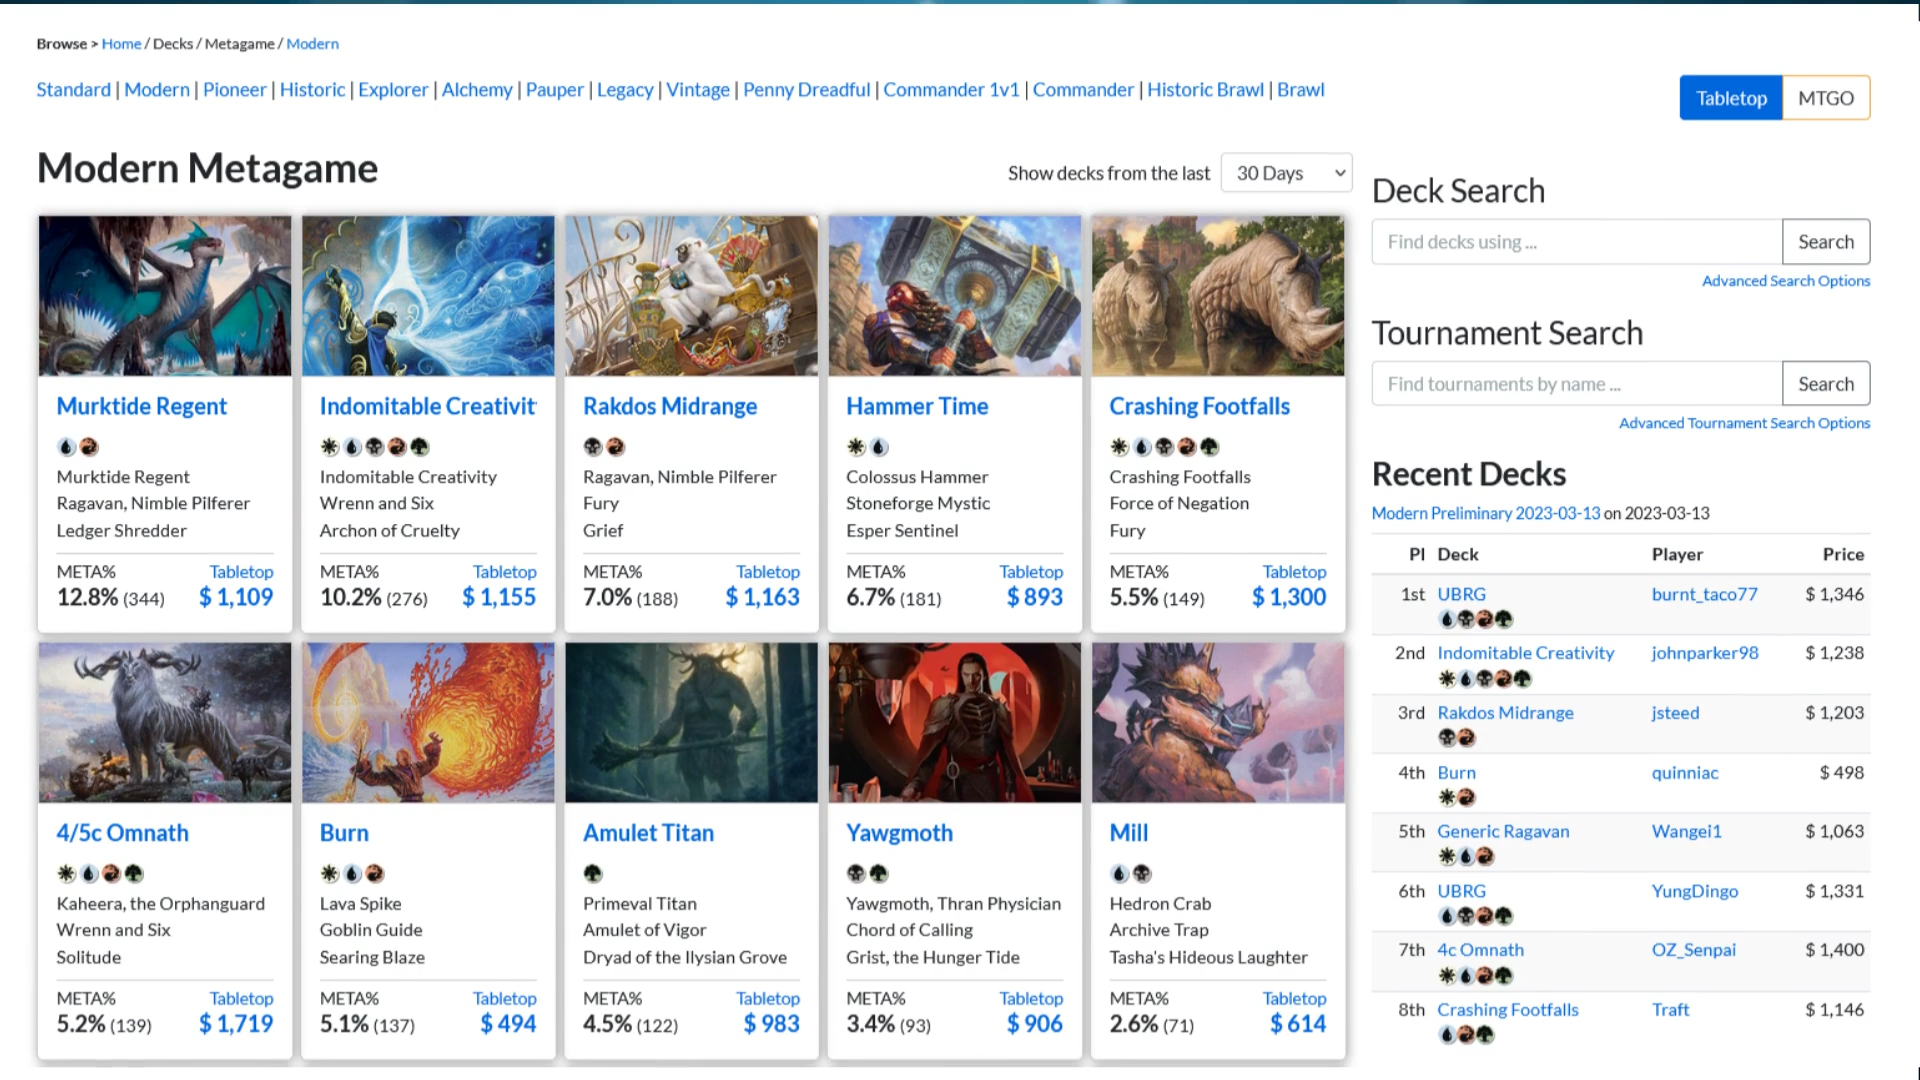 Browse > Home / Decks / Metagame / Modern
Standard | Modern | Pioneer | Historic | Explorer | Alchemy | Pauper | Legacy | Vintage | Penny Dreadful | Commander 1v1 | Commander | Historic Brawl | Brawl
Tabletop MTGO
Modern Metagame
Show decks from the last 30 Days
Murktide Regent
Murktide Regent
Ragavan, Nimble Pilferer
Ledger Shredder
META% Tabletop
12.8% (344) $ 1,109
Indomitable Creativit
Indomitable Creativity
Wrenn and Six
Archon of Cruelty
META% Tabletop
10.2% (276) $ 1,155
Rakdos Midrange
Ragavan, Nimble Pilferer
Fury
Grief
META% Tabletop
7.0% (188) $ 1,163
Hammer Time
Colossus Hammer
Stoneforge Mystic
Esper Sentinel
META% Tabletop
6.7% (181) $ 893
Crashing Footfalls
Crashing Footfalls
Force of Negation
Fury
META% Tabletop
5.5% (149) $ 1,300
4/5c Omnath
Kaheera, the Orphanguard
Wrenn and Six
Solitude
META% Tabletop
5.2% (139) $ 1,719
Burn
Lava Spike
Goblin Guide
Searing Blaze
META% Tabletop
5.1% (137) $ 494
Amulet Titan
Primeval Titan
Amulet of Vigor
Dryad of the Ilysian Grove
META% Tabletop
4.5% (122) $ 983
Yawgmoth
Yawgmoth, Thran Physician
Chord of Calling
Grist, the Hunger Tide
META% Tabletop
3.4% (93) $ 906
Mill
Hedron Crab
Archive Trap
Tasha's Hideous Laughter
META% Tabletop
2.6% (71) $ 614
Deck Search
Find decks using ... Search
Advanced Search Options
Tournament Search
Find tournaments by name ... Search
Advanced Tournament Search Options
Recent Decks
Modern Preliminary 2023-03-13 on 2023-03-13
Pl Deck Player Price
1st UBRG burnt_taco77 $ 1,346
2nd Indomitable Creativity johnparker98 $ 1,238
3rd Rakdos Midrange jsteed $ 1,203
4th Burn quinniac $ 498
5th Generic Ragavan Wangei1 $ 1,063
6th UBRG YungDingo $ 1,331
7th 4c Omnath OZ_Senpai $ 1,400
8th Crashing Footfalls Traft $ 1,146